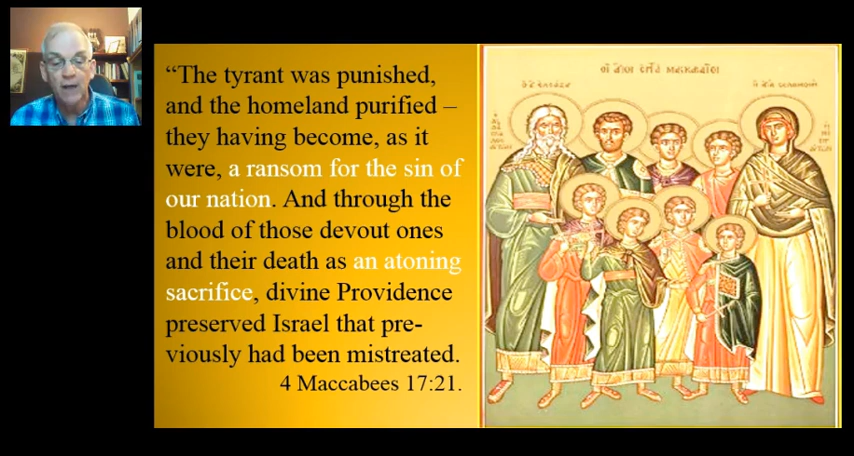 “The tyrant was punished,
and the homeland purified –
they having become, as it
were, a ransom for the sin of
our nation. And through the
blood of those devout ones
and their death as an atoning
sacrifice, divine Providence
preserved Israel that pre-
viously had been mistreated.
4 Maccabees 17:21.